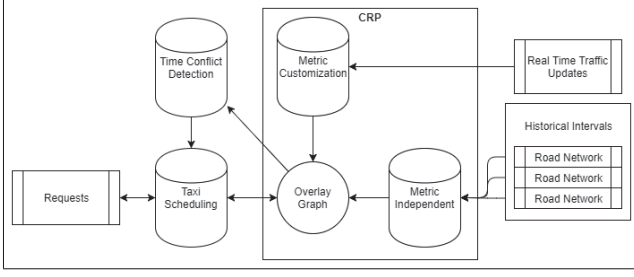 CRP
Time Conflict
Detection
Metric
Customization
Real Time Traffic
Updates
Historical Intervals
Road Network
Road Network
Road Network
Requests
Taxi
Scheduling
Overlay
Graph
Metric
Independent